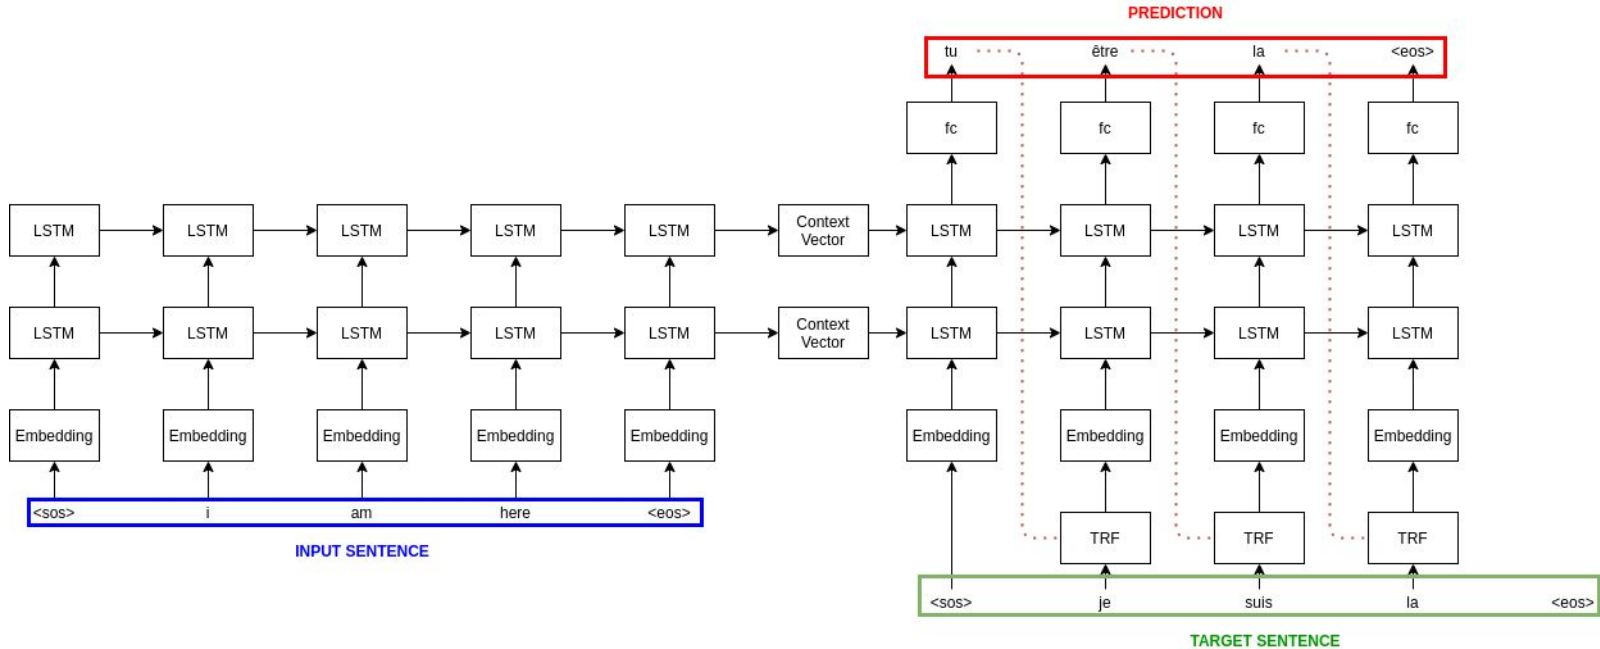 PREDICTION
tu être la <eos>
fc fc fc fc
LSTM LSTM LSTM LSTM LSTM Context Vector LSTM LSTM LSTM LSTM
LSTM LSTM LSTM LSTM LSTM Context Vector LSTM LSTM LSTM LSTM
Embedding Embedding Embedding Embedding Embedding Embedding Embedding Embedding Embedding
<sos> i am here <eos>
INPUT SENTENCE
TRF TRF TRF
<sos> je suis la <eos>
TARGET SENTENCE